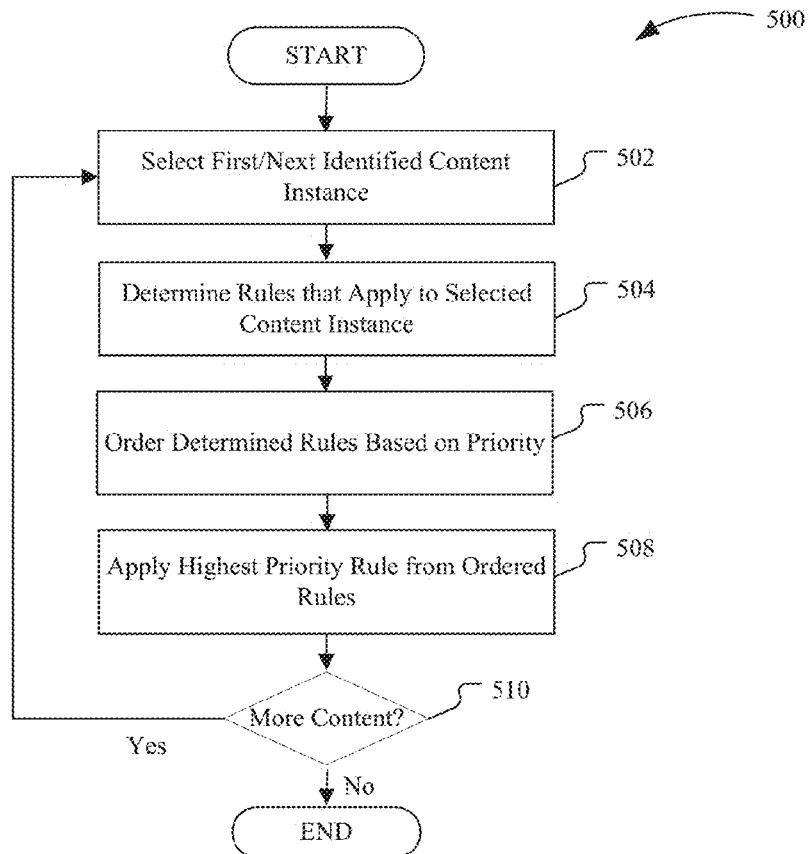 500
START
Select First/Next Identified Content
Instance
502
Determine Rules that Apply to Selected
Content Instance
504
Order Determined Rules Based on Priority
506
Apply Highest Priority Rule from Ordered
Rules
508
More Content?
510
Yes
No
END